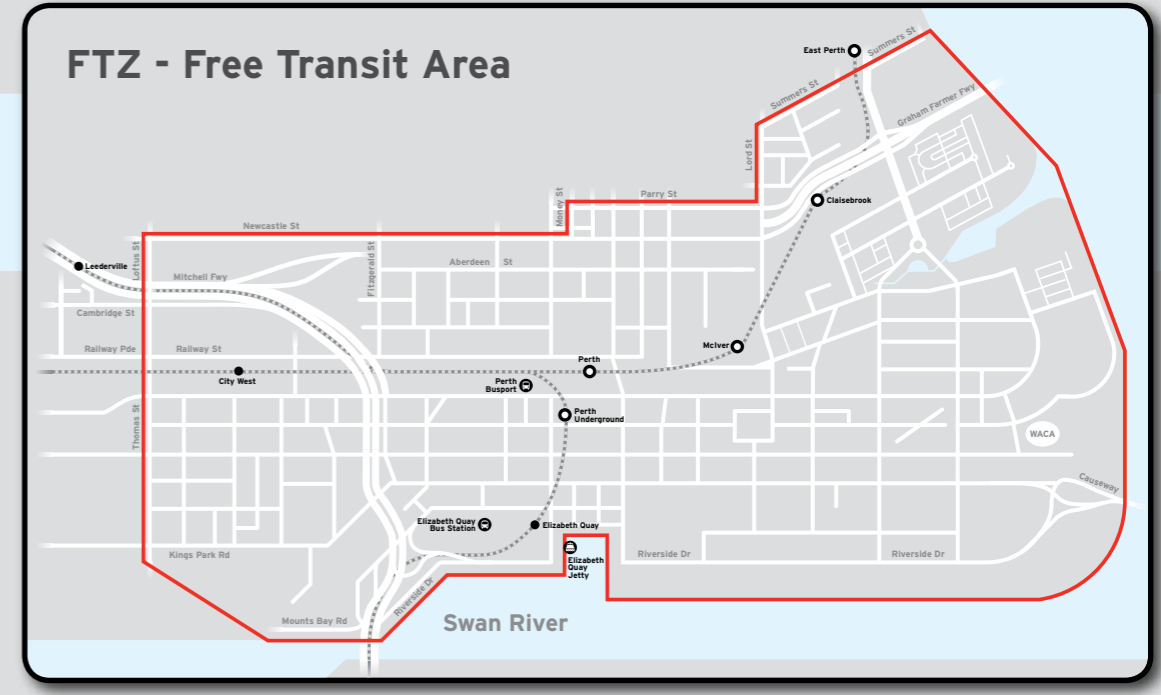 FTZ - Free Transit Area
East Perth
Summers St
Summers St
Graham Farmer Fwy
Lord St
Money St
Parry St
Claisebrook
Newcastle St
Loftus St
Leederville
Fitzgerald St
Aberdeen St
Mitchell Fwy
Cambridge St
Railway Pde
Railway St
McIver
Perth
City West
Perth
Busport
Perth
Underground
Thomas St
WACA
Causeway
Elizabeth Quay
Bus Station
Elizabeth Quay
Kings Park Rd
Elizabeth
Quay
Jetty
Riverside Dr
Riverside Dr
Riverside Dr
Mounts Bay Rd
Swan River